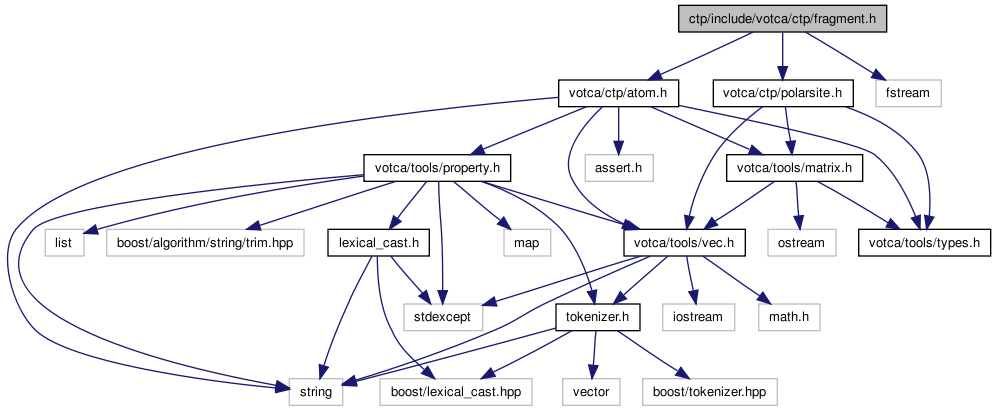 ctp/include/votca/ctp/fragment.h
votca/ctp/atom.h
votca/ctp/polarsite.h
fstream
votca/tools/property.h
assert.h
votca/tools/matrix.h
list
boost/algorithm/string/trim.hpp
lexical_cast.h
map
votca/tools/vec.h
ostream
votca/tools/types.h
stdexcept
tokenizer.h
iostream
math.h
string
boost/lexical_cast.hpp
vector
boost/tokenizer.hpp